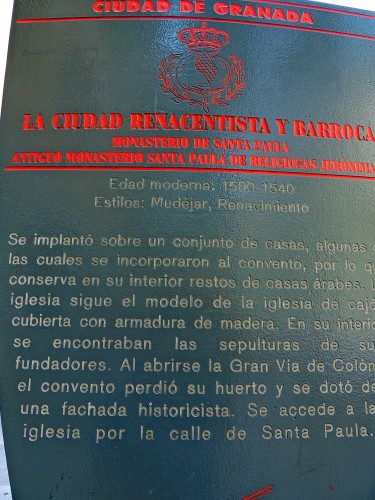 CIUDAD DE GRANADA
LA CIUDAD RENACENTISTA Y BARROCA
MONASTERIO DE SANTA PAULA
ANTIGUO MONASTERIO SANTA PAULA DE RELIGIOSAS JERÓNIMA
Edad moderna: 1500-1540
Estilos: Mudéjar, Renacimiento
Se implantó sobre un conjunto de casas, algunas
las cuales se incorporaron al convento, por lo qu
conserva en su interior restos de casas árabes. L
iglesia sigue el modelo de la iglesia de cajó
cubierta con armadura de madera. En su interio
se encontraban las sepulturas de su
fundadores. Al abrirse la Gran Vía de Colón
el convento perdió su huerto y se dotó de
una fachada historicista. Se accede a la
iglesia por la calle de Santa Paula.